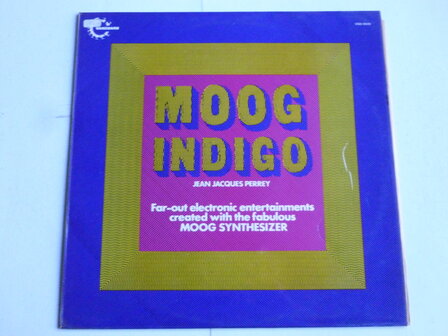 MOOG
INDIGO
JEAN JACQUES PERREY
Far-out electronic entertainments
created with the fabulous
MOOG SYNTHESIZER